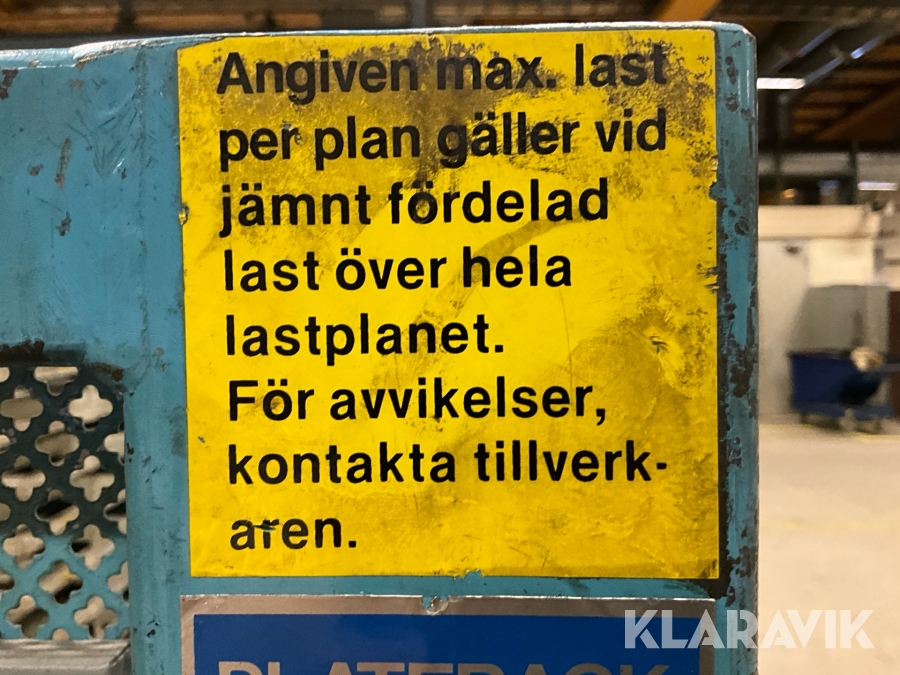 Angiven max. last
per plan gäller vid
jämnt fördelad
last över hela
lastplanet.
För avvikelser,
kontakta tillverk-
aren.
KLARAVIK